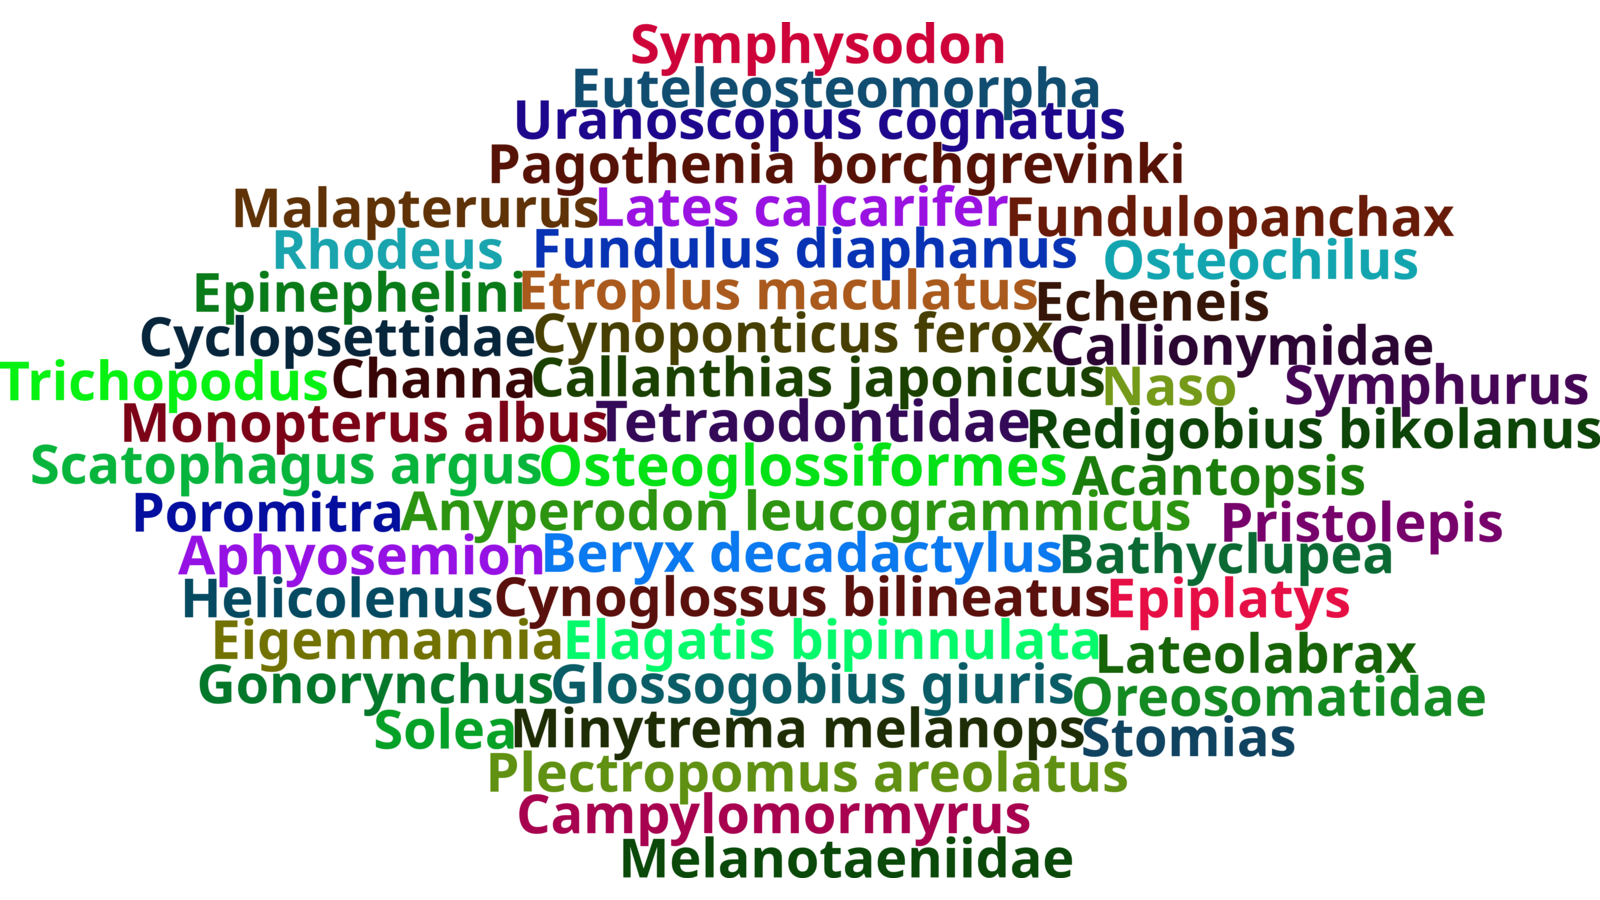 Symphysodon
Euteleosteomorpha
Uranoscopus cognatus
Pagothenia borchgrevinki
Malapterurus Lates calcarifer Fundulopanchax
Rhodeus Fundulus diaphanus Osteochilus
Epinephelini Etroplus maculatus Echeneis
Cyclopsettidae Cynoponticus ferox Callionymidae
Trichopodus Channa Callanthias japonicus Naso Symphurus
Monopterus albus Tetraodontidae Redigobius bikolanus
Scatophagus argus Osteoglossiformes Acantopsis
Poromitra Anyperodon leucogrammicus Pristolepis
Aphyosemion Beryx decadactylus Bathyclupea
Helicolenus Cynoglossus bilineatus Epiplatys
Eigenmannia Elagatis bipinnulata Lateolabrax
Gonorynchus Glossogobius giuris Oreosomatidae
Solea Minytrema melanops Stomias
Plectropomus areolatus
Campylomormyrus
Melanotaeniidae